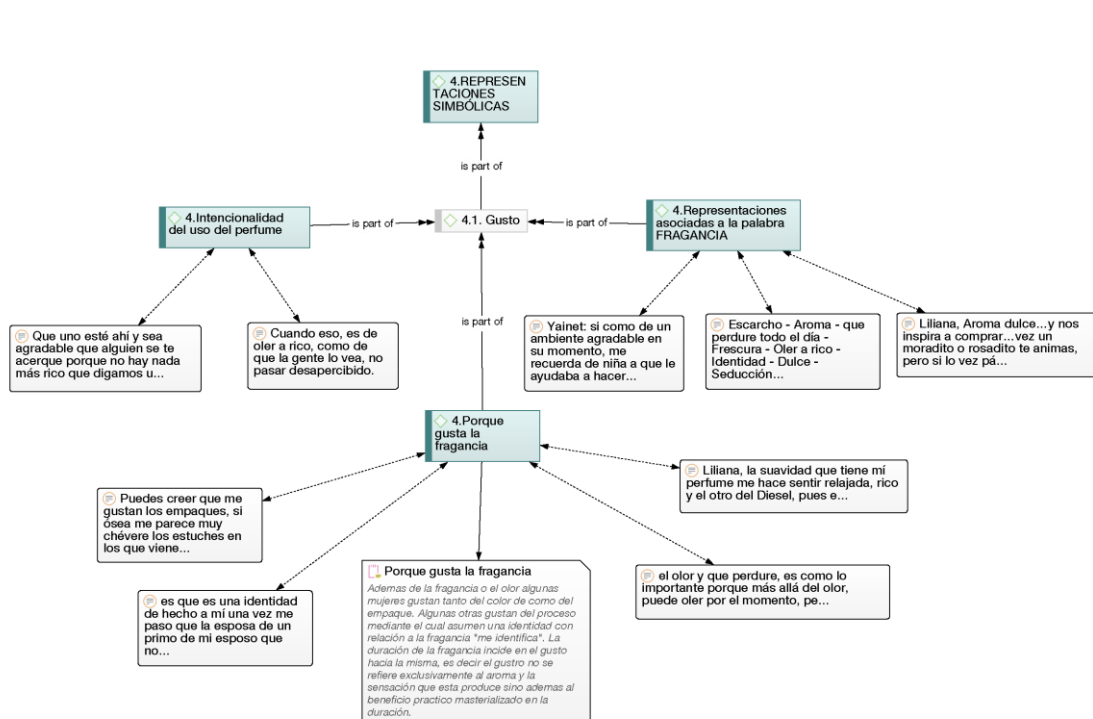 4.REPRESEN
TACIONES
SIMBÓLICAS
is part of
4.Intencionalidad
del uso del perfume
is part of
4.1. Gusto
is part of
4.Representaciones
asociadas a la palabra
FRAGANCIA
Que uno esté ahí y sea
agradable que alguien se te
acerque porque no hay nada
más rico que digamos u...
Cuando eso, es de
oler a rico, como de
que la gente lo vea, no
pasar desapercibido.
is part of
Yainet: si como de un
ambiente agradable en
su momento, me
recuerda de niña a que le
ayudaba a hacer...
Escarcho - Aroma - que
perdure todo el día -
Frescura - Oler a rico -
Identidad - Dulce -
Seducción...
Liliana, Aroma dulce...y nos
inspira a comprar...vez un
moradito o rosadito te animas,
pero si lo vez pá...
4.Porque
gusta la
fragancia
Puedes creer que me
gustan los empaques, si
ósea me parece muy
chévere los estuches en
los que viene...
Liliana, la suavidad que tiene mí
perfume me hace sentir relajada, rico
y el otro del Diesel, pues e...
es que es una identidad
de hecho a mí una vez me
paso que la esposa de un
primo de mi esposo que
no...
Porque gusta la fragancia
Ademas de la fragancia o el olor algunas
mujeres gustan tanto del color de como del
empaque. Algunas otras gustan del proceso
mediante el cual asumen una identidad con
relación a la fragancia "me identifica". La
duración de la fragancia incide en el gusto
hacia la misma, es decir el gustro no se
refiere exclusivamente al aroma y la
sensación que esta produce sino ademas al
beneficio practico masterializado en la
duración.
el olor y que perdure, es como lo
importante porque más allá del olor,
puede oler por el momento, pe...